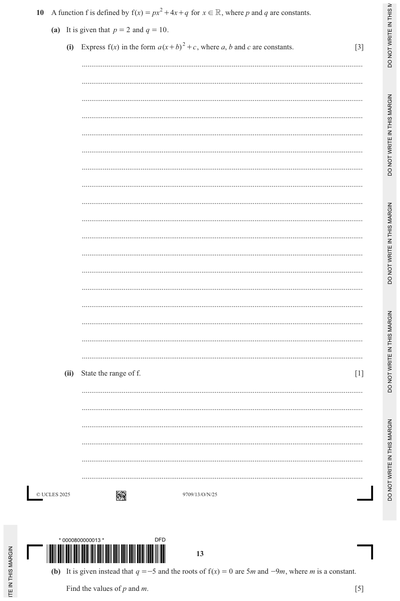 10 A function f is defined by f(x) = px² + 4x + q for x ∈ ℝ, where p and q are constants.
(a) It is given that p = 2 and q = 10.
(i) Express f(x) in the form a(x + b)² + c, where a, b and c are constants. [3]
(ii) State the range of f. [1]
© UCLES 2025 9709/13/O/N/25
DO NOT WRITE IN THIS M
DO NOT WRITE IN THIS MARGIN
DO NOT WRITE IN THIS MARGIN
DO NOT WRITE IN THIS MARGIN
DO NOT WRITE IN THIS MARGIN
* 0000800000013 * DFD
13
(b) It is given instead that q = −5 and the roots of f(x) = 0 are 5m and −9m, where m is a constant.
Find the values of p and m. [5]
TE IN THIS MARGIN